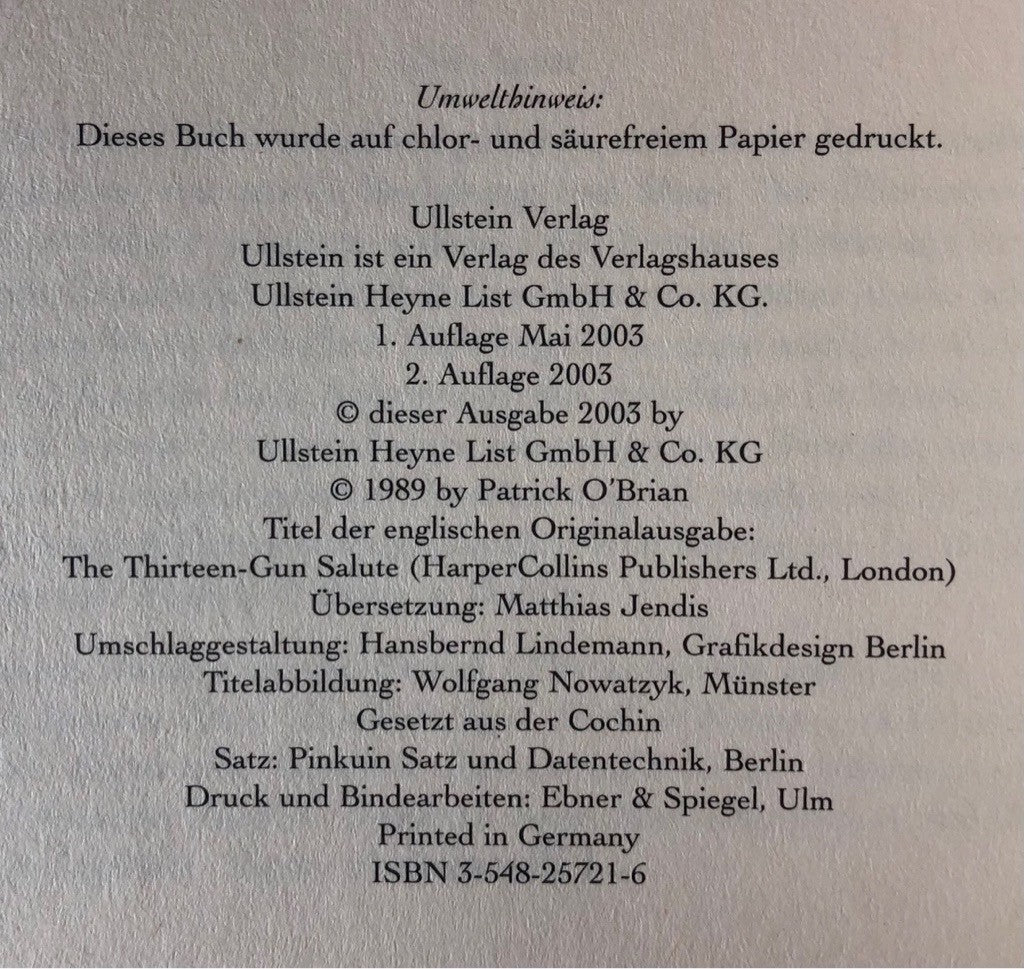 Umwelthinweis:
Dieses Buch wurde auf chlor- und säurefreiem Papier gedruckt.
Ullstein Verlag
Ullstein ist ein Verlag des Verlagshauses
Ullstein Heyne List GmbH & Co. KG.
1. Auflage Mai 2003
2. Auflage 2003
© dieser Ausgabe 2003 by
Ullstein Heyne List GmbH & Co. KG
© 1989 by Patrick O'Brian
Titel der englischen Originalausgabe:
The Thirteen-Gun Salute (HarperCollins Publishers Ltd., London)
Übersetzung: Matthias Jendis
Umschlaggestaltung: Hansbernd Lindemann, Grafikdesign Berlin
Titelabbildung: Wolfgang Nowatzyk, Münster
Gesetzt aus der Cochin
Satz: Pinkuin Satz und Datentechnik, Berlin
Druck und Bindearbeiten: Ebner & Spiegel, Ulm
Printed in Germany
ISBN 3-548-25721-6